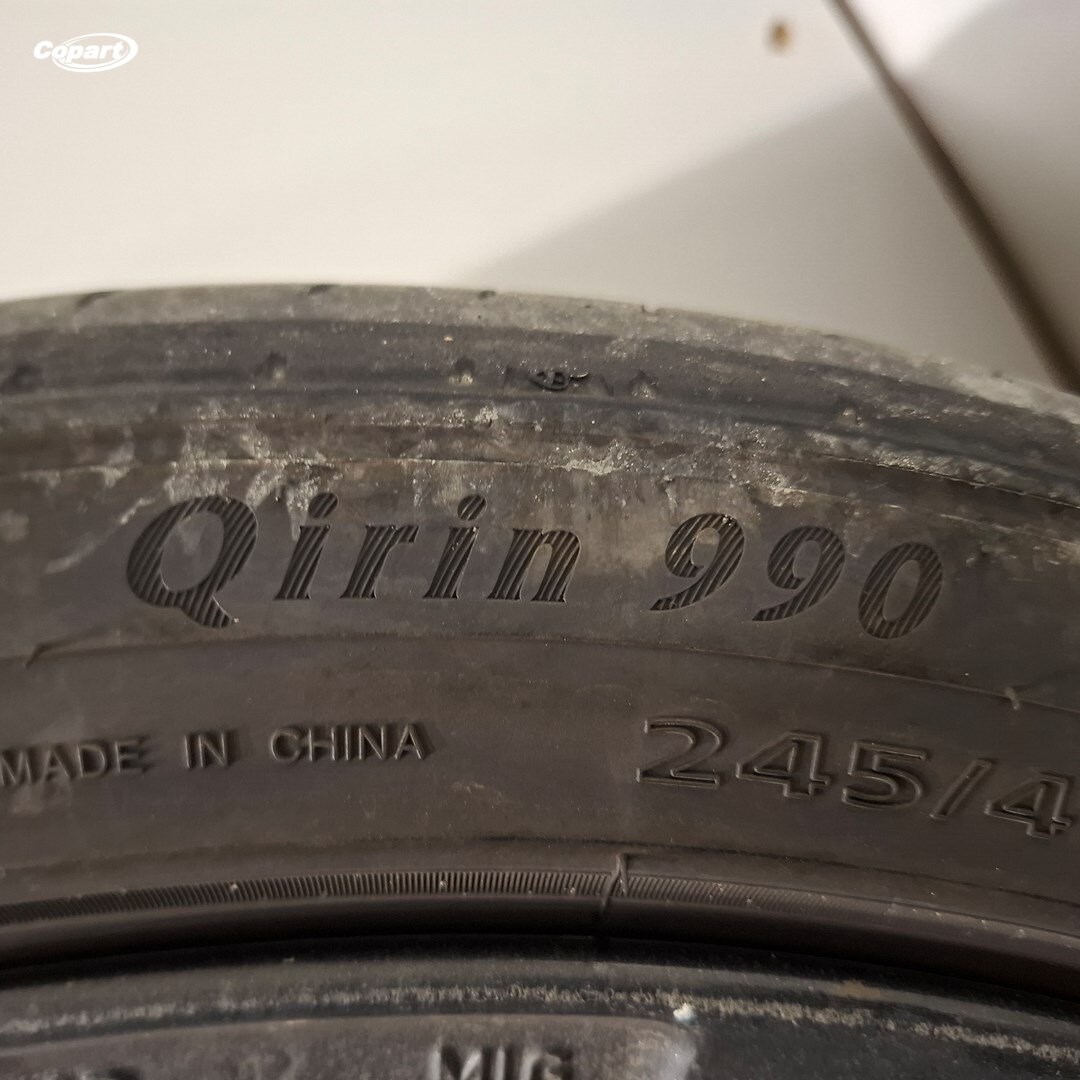 Copart
Qirin 990
MADE IN CHINA 245/4